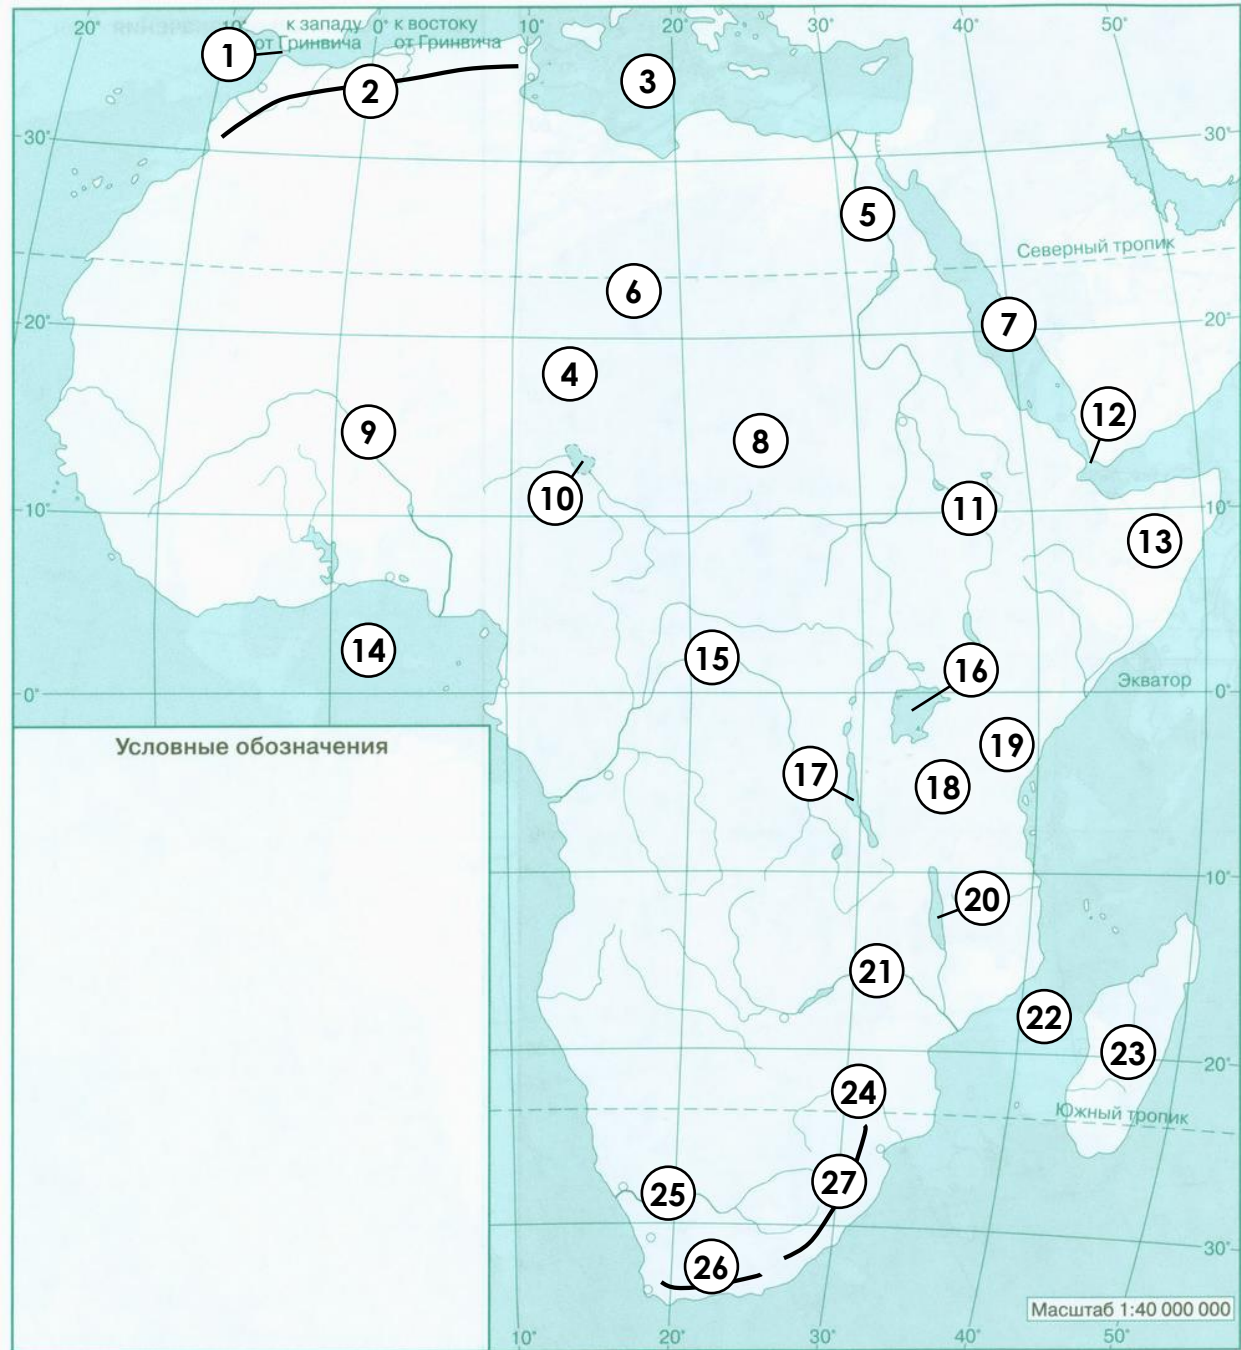 20° 10° к западу 0° к востоку 10° 20° 30° 40° 50°
от Гринвича от Гринвича
1
2
3
30° 30°
5
Северный тропик
6
20° 7 20°
4
12
9 8
10 11
10° 10°
13
14 15 16
0° Экватор 0°
Условные обозначения
19
17 18
10°
20
21
22
23
20°
24
Южный тропик
27
25
26
30°
Масштаб 1:40 000 000
10° 20° 30° 40° 50°